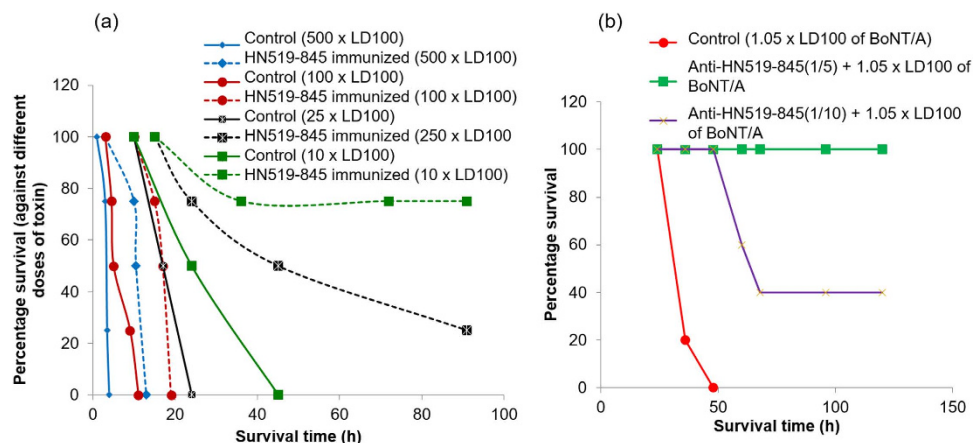 (a)
Control (500 x LD100)
HN519-845 immunized (500 x LD100)
Control (100 x LD100)
HN519-845 immunized (100 x LD100)
Control (25 x LD100)
HN519-845 immunized (250 x LD100
Control (10 x LD100)
HN519-845 immunized (10 x LD100)
Percentage survival (against different
doses of toxin)
120
100
80
60
40
20
0
0 20 40 60 80 100
Survival time (h)
(b)
Control (1.05 x LD100 of BoNT/A)
Anti-HN519-845(1/5) + 1.05 x LD100 of
BoNT/A
Anti-HN519-845(1/10) + 1.05 x LD100
of BoNT/A
Percentage survival
120
100
80
60
40
20
0
0 50 100 150
Survival time (h)